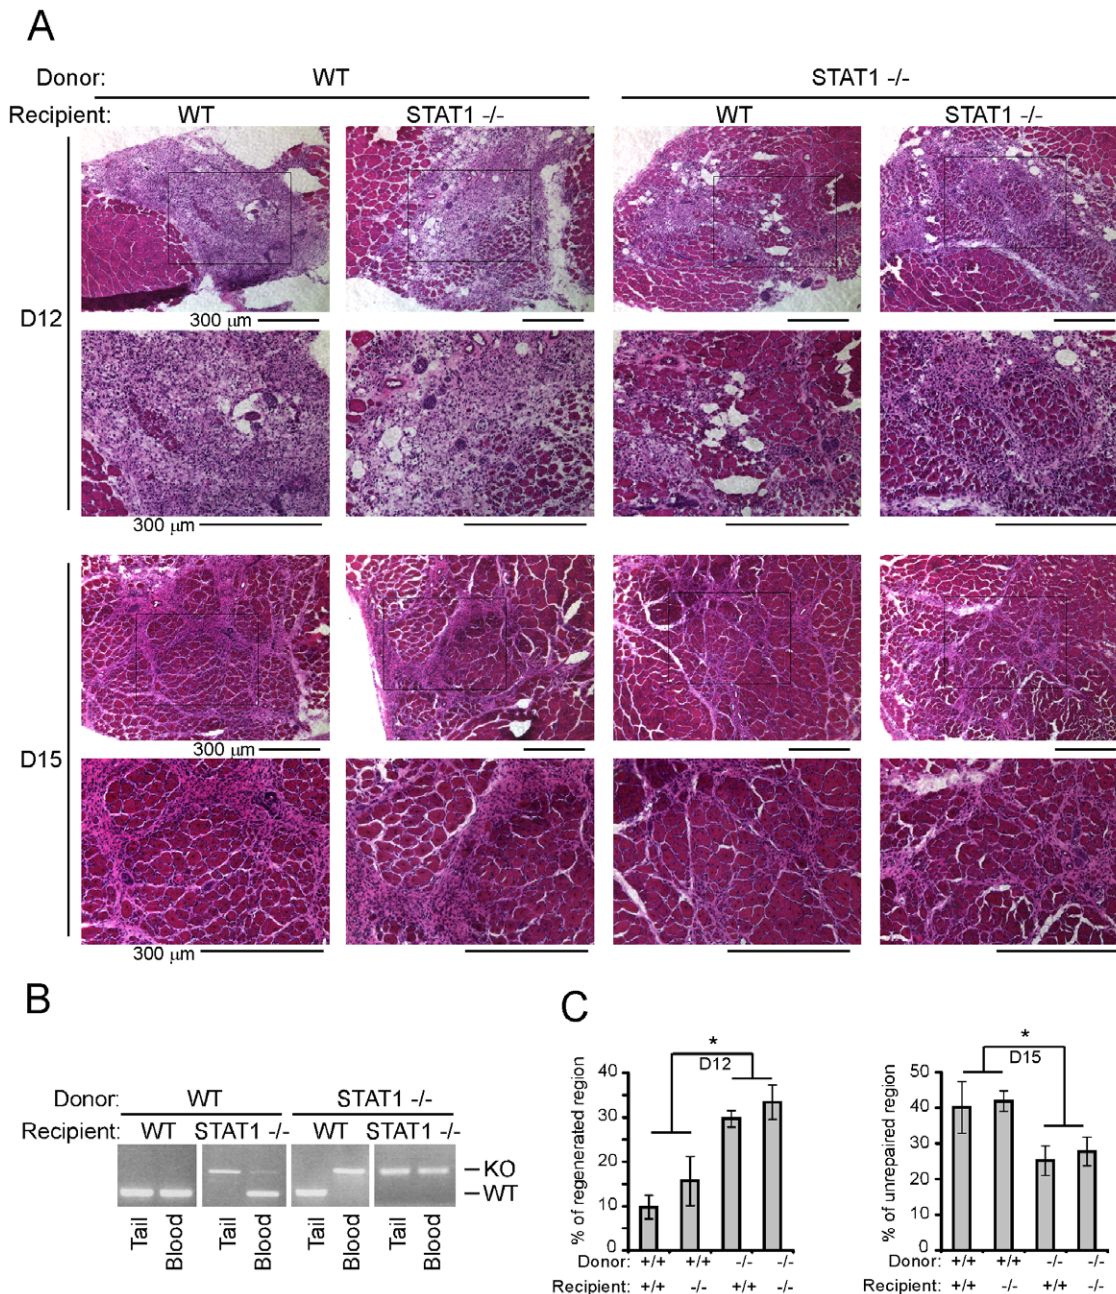 A
Donor: WT STAT1 -/-
Recipient: WT STAT1 -/- WT STAT1 -/-
D12
300 μm
300 μm
D15
300 μm
300 μm
B
Donor: WT STAT1 -/-
Recipient: WT STAT1 -/- WT STAT1 -/-
KO
WT
Tail Blood Tail Blood Tail Blood Tail Blood
C
*
D12
% of regenerated region
40
30
20
10
0
Donor: +/+ +/+ -/- -/-
Recipient: +/+ -/- +/+ -/-
*
D15
% of unrepaired region
50
40
30
20
10
0
Donor: +/+ +/+ -/- -/-
Recipient: +/+ -/- +/+ -/-